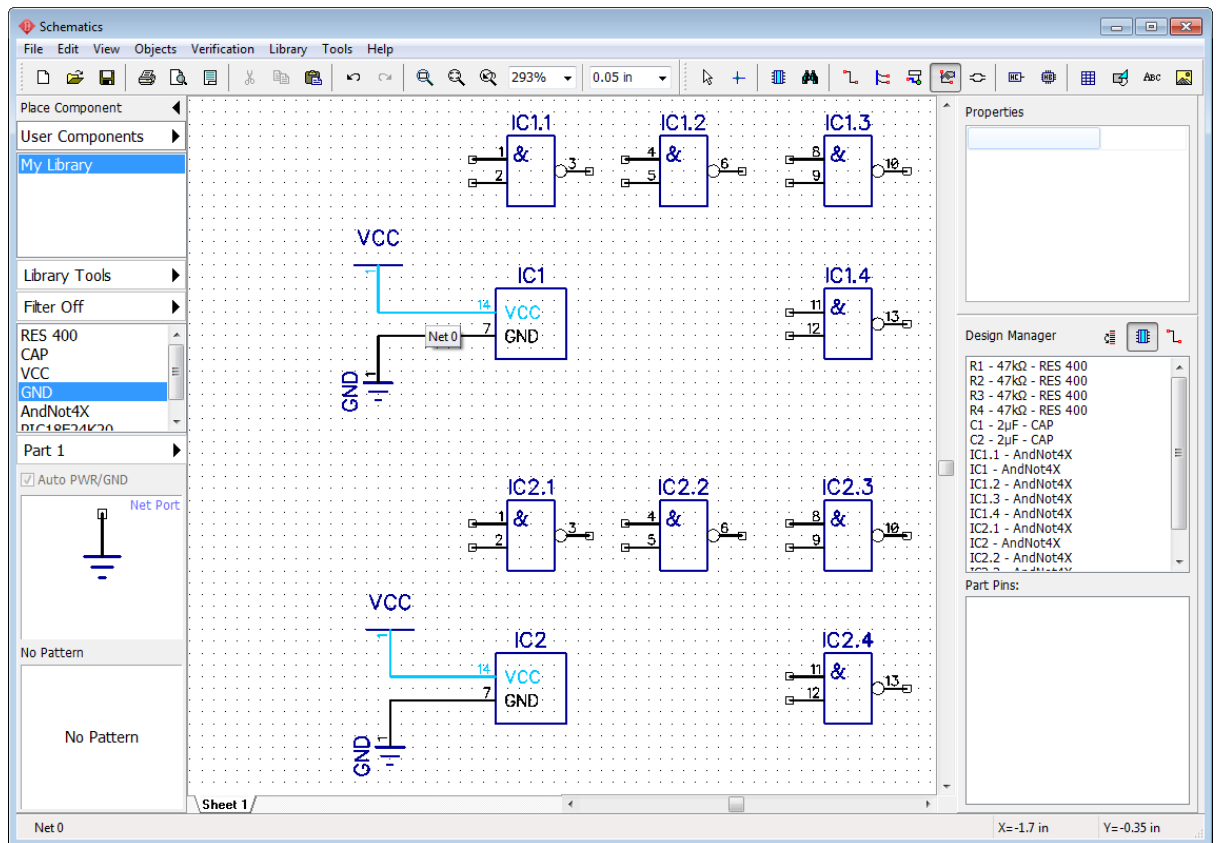 Schematics
File Edit View Objects Verification Library Tools Help
293% 0.05 in ABC
Place Component
User Components
My Library
Library Tools
Filter Off
RES 400
CAP
VCC
GND
AndNot4X
PIC18F24K20
Part 1
Auto PWR/GND
Net Port
No Pattern
No Pattern
IC1.1 IC1.2 IC1.3
1 & 3 4 & 6 8 & 10
2 5 9
VCC
1
IC1 IC1.4
14 VCC 11 & 13
Net 0 7 GND 12
GND 1
IC2.1 IC2.2 IC2.3
1 & 3 4 & 6 8 & 10
2 5 9
VCC
1
IC2 IC2.4
14 VCC 11 & 13
7 GND 12
GND 1
Sheet 1
Properties
Design Manager
R1 - 47kΩ - RES 400
R2 - 47kΩ - RES 400
R3 - 47kΩ - RES 400
R4 - 47kΩ - RES 400
C1 - 2µF - CAP
C2 - 2µF - CAP
IC1.1 - AndNot4X
IC1 - AndNot4X
IC1.2 - AndNot4X
IC1.3 - AndNot4X
IC1.4 - AndNot4X
IC2.1 - AndNot4X
IC2 - AndNot4X
IC2.2 - AndNot4X
Part Pins:
Net 0 X=-1.7 in Y=-0.35 in